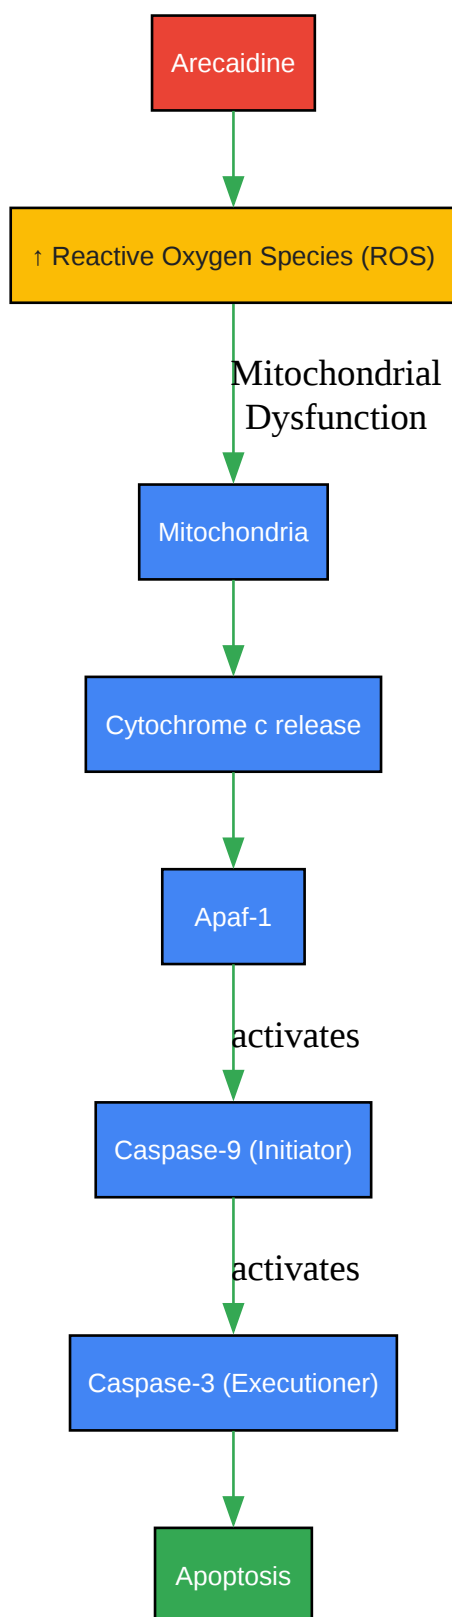 Arecaidine
↑ Reactive Oxygen Species (ROS)
Mitochondrial
Dysfunction
Mitochondria
Cytochrome c release
Apaf-1
activates
Caspase-9 (Initiator)
activates
Caspase-3 (Executioner)
Apoptosis